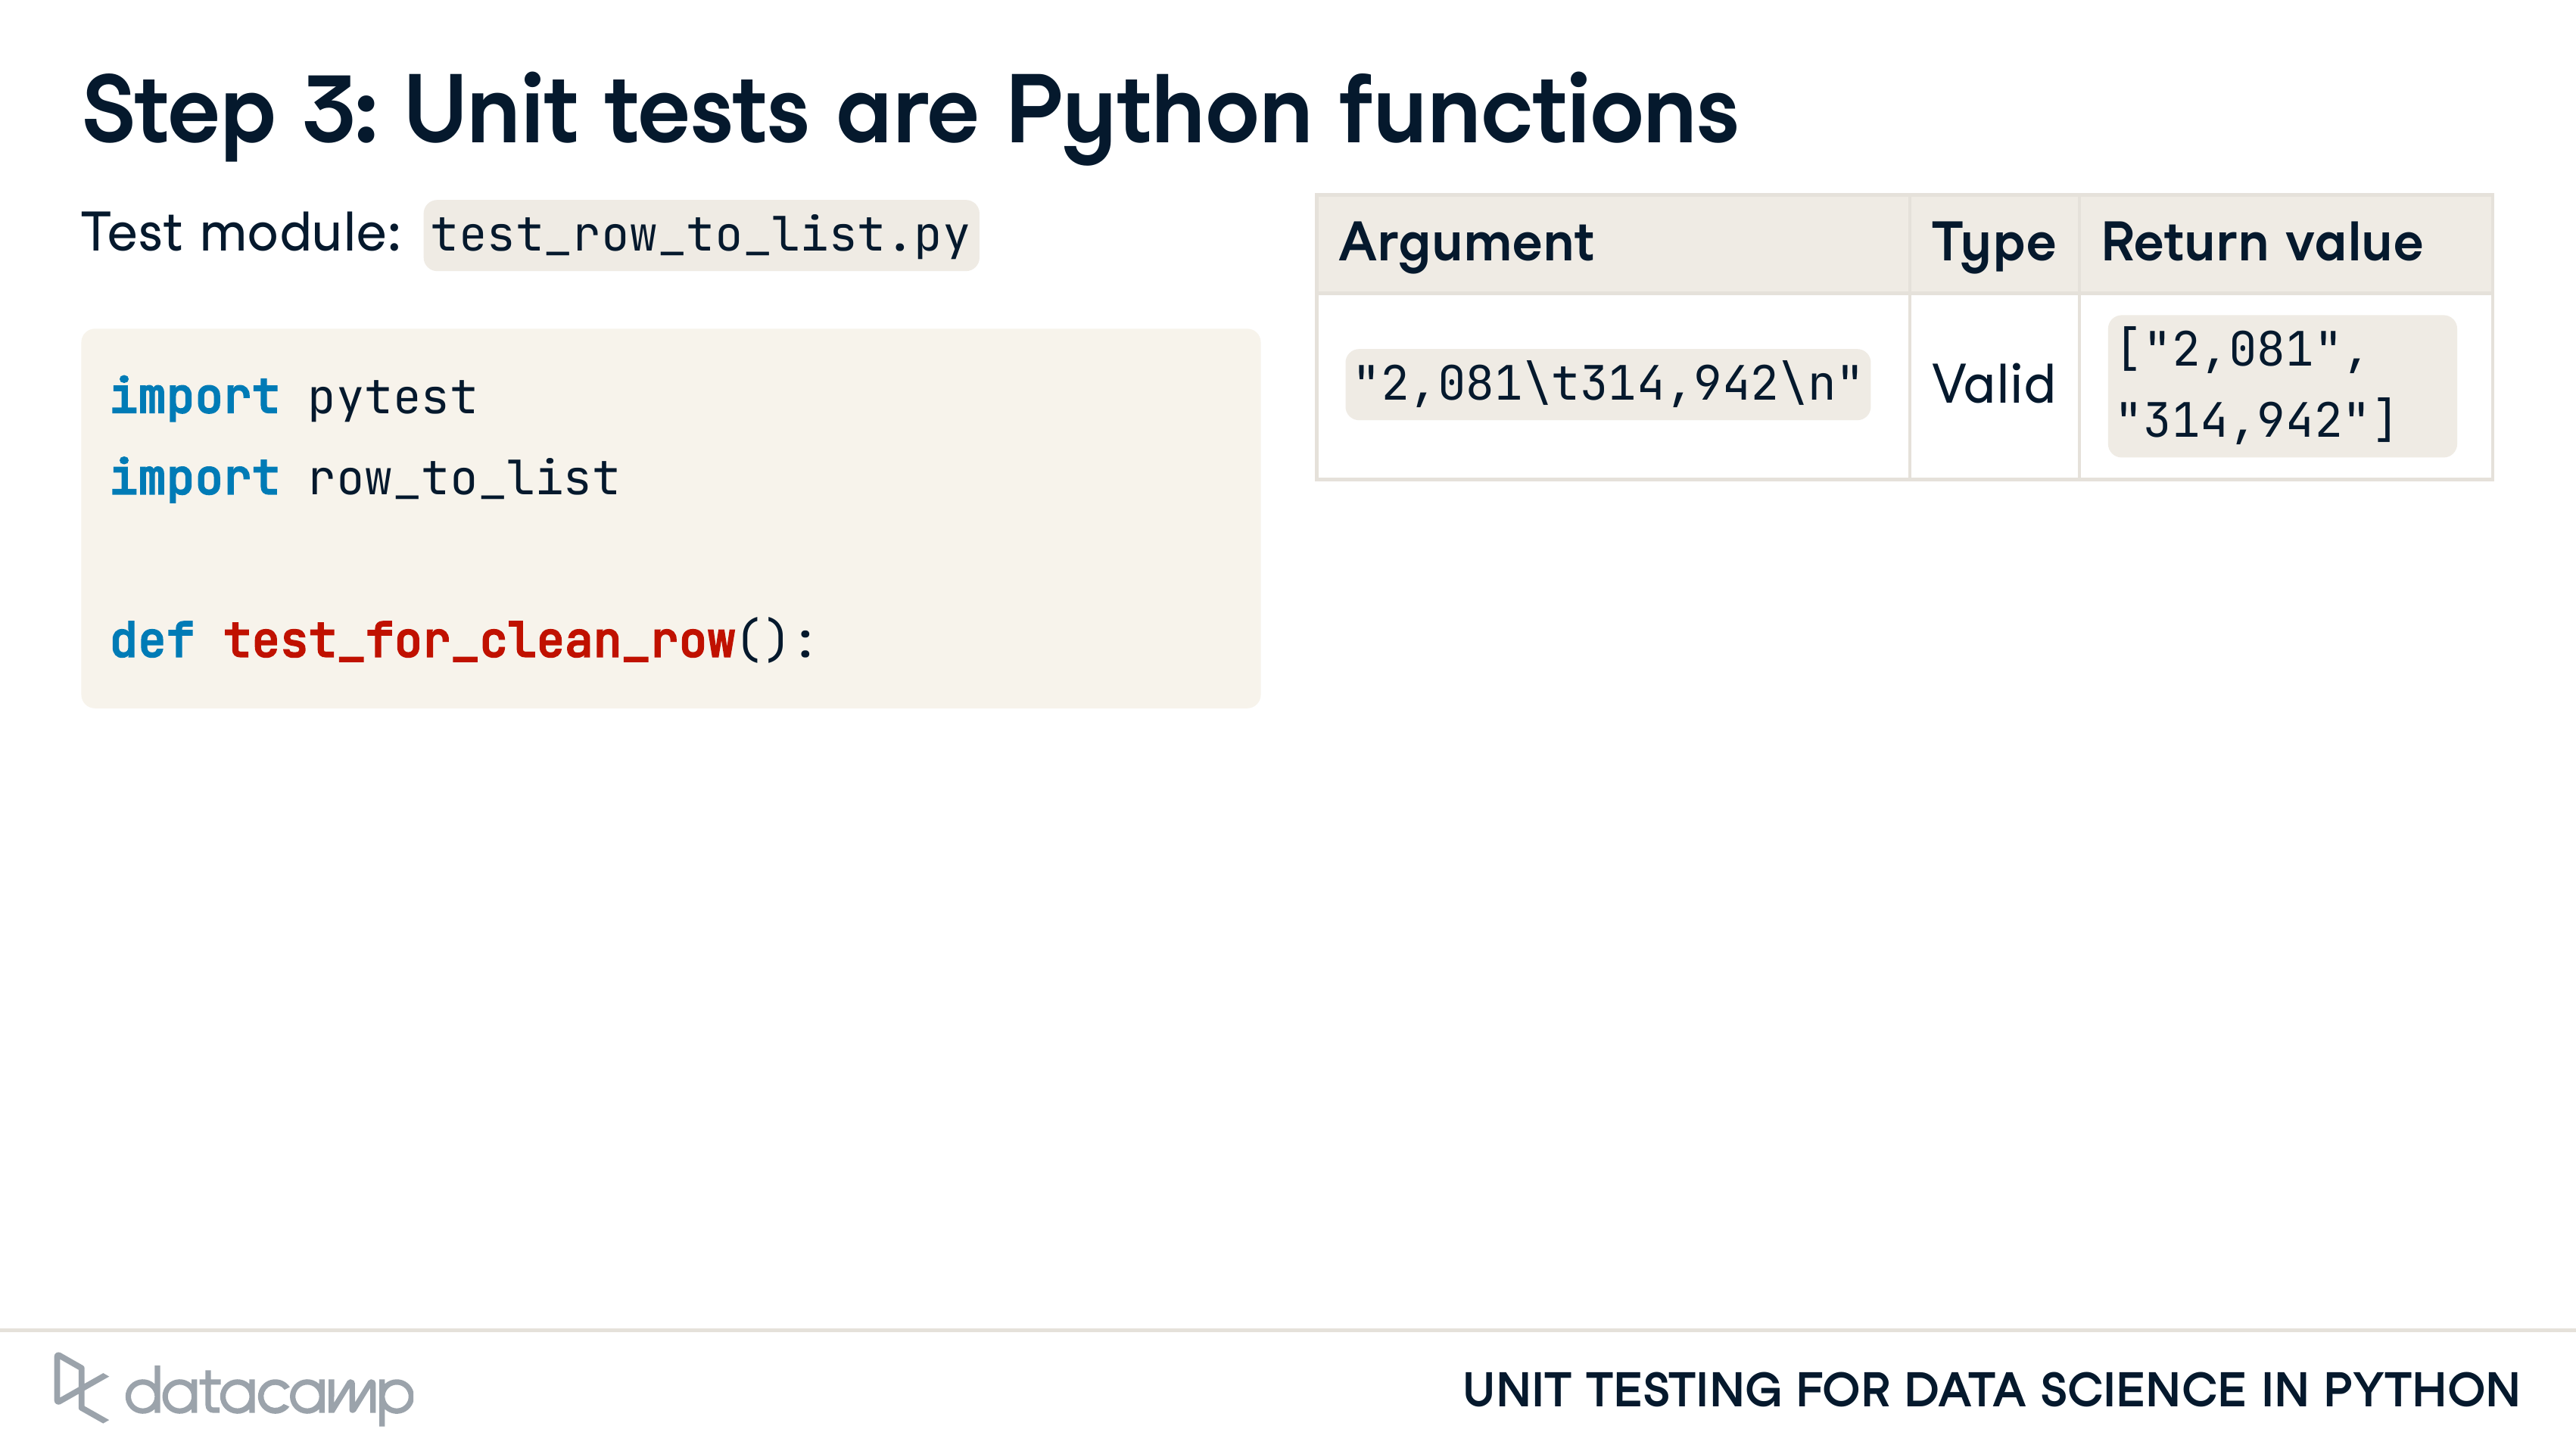 Step 3: Unit tests are Python functions
Test module: test_row_to_list.py
import pytest
import row_to_list
def test_for_clean_row():
Argument Type Return value
"2,081\t314,942\n" Valid ["2,081",
"314,942"]
datacamp
UNIT TESTING FOR DATA SCIENCE IN PYTHON